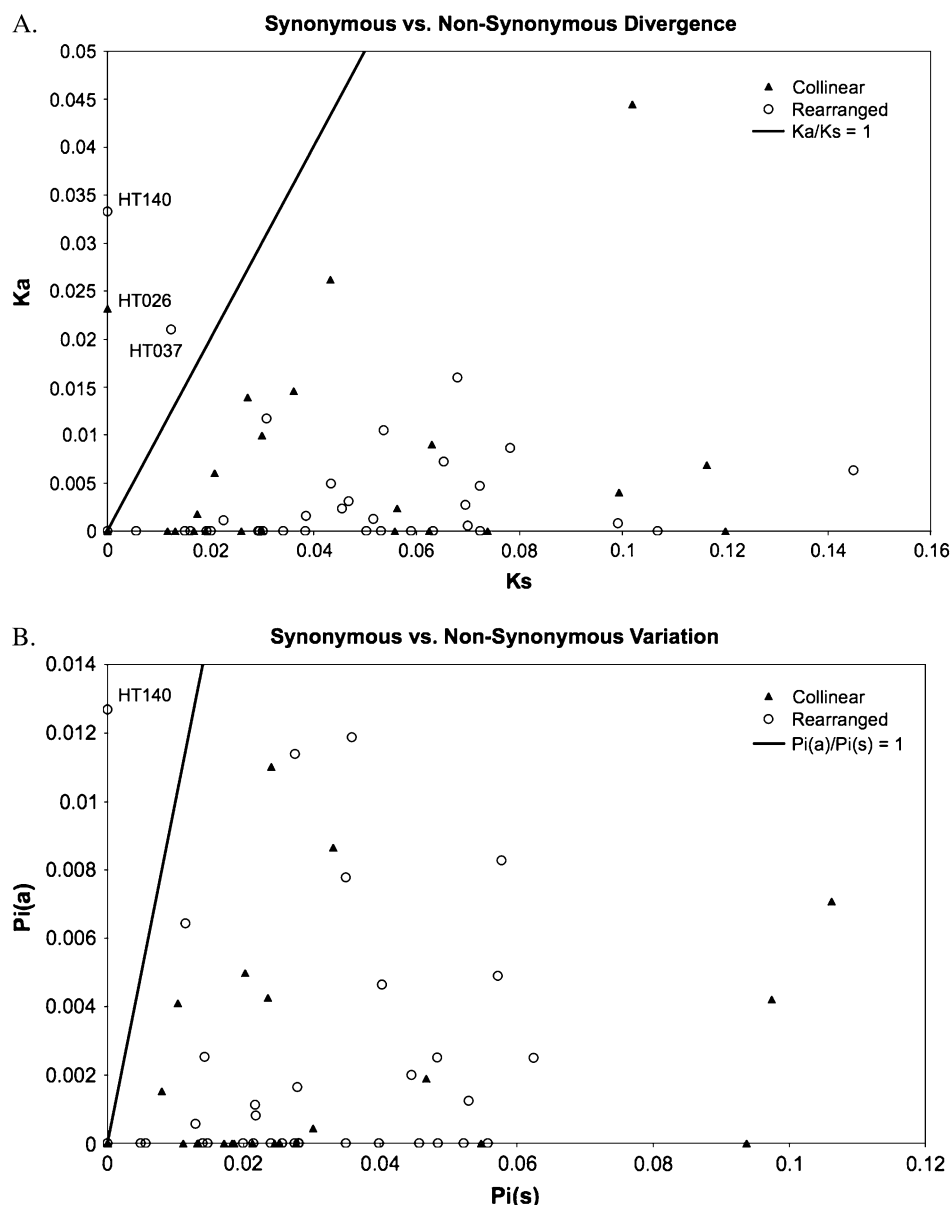 A.
Synonymous vs. Non-Synonymous Divergence
0.05
0.045
0.04
0.035
0.03
0.025
0.02
0.015
0.01
0.005
0
Ka
Collinear
Rearranged
Ka/Ks = 1
HT140
HT026
HT037
0 0.02 0.04 0.06 0.08 0.1 0.12 0.14 0.16
Ks
B.
Synonymous vs. Non-Synonymous Variation
0.014
0.012
0.01
0.008
0.006
0.004
0.002
0
Pi(a)
HT140
Collinear
Rearranged
Pi(a)/Pi(s) = 1
0 0.02 0.04 0.06 0.08 0.1 0.12
Pi(s)